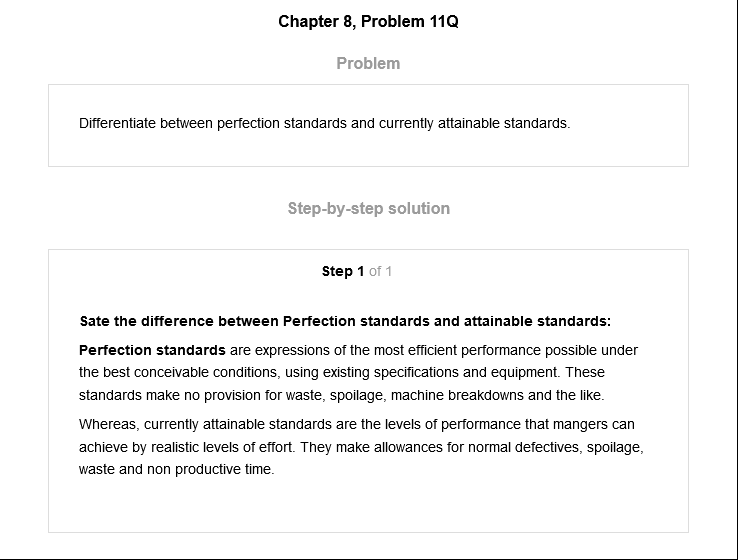 Chapter 8, Problem 11Q
Problem
Differentiate between perfection standards and currently attainable standards.
Step-by-step solution
Step 1 of 1
Sate the difference between Perfection standards and attainable standards:
Perfection standards are expressions of the most efficient performance possible under
the best conceivable conditions, using existing specifications and equipment. These
standards make no provision for waste, spoilage, machine breakdowns and the like.
Whereas, currently attainable standards are the levels of performance that mangers can
achieve by realistic levels of effort. They make allowances for normal defectives, spoilage,
waste and non productive time.